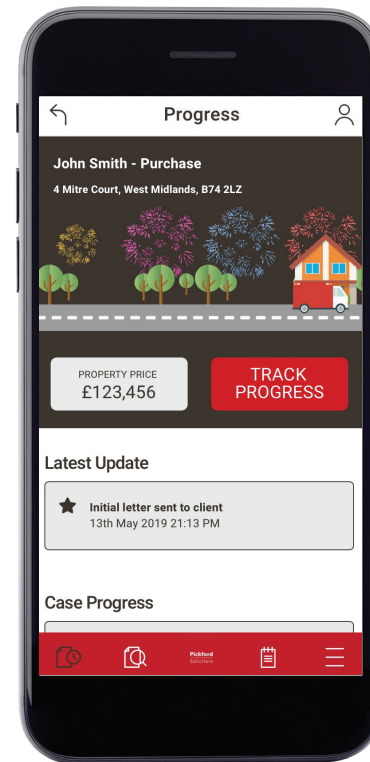 Progress
John Smith - Purchase
4 Mitre Court, West Midlands, B74 2LZ
PROPERTY PRICE
£123,456
TRACK
PROGRESS
Latest Update
Initial letter sent to client
13th May 2019 21:13 PM
Case Progress
Pickford
Solicitors